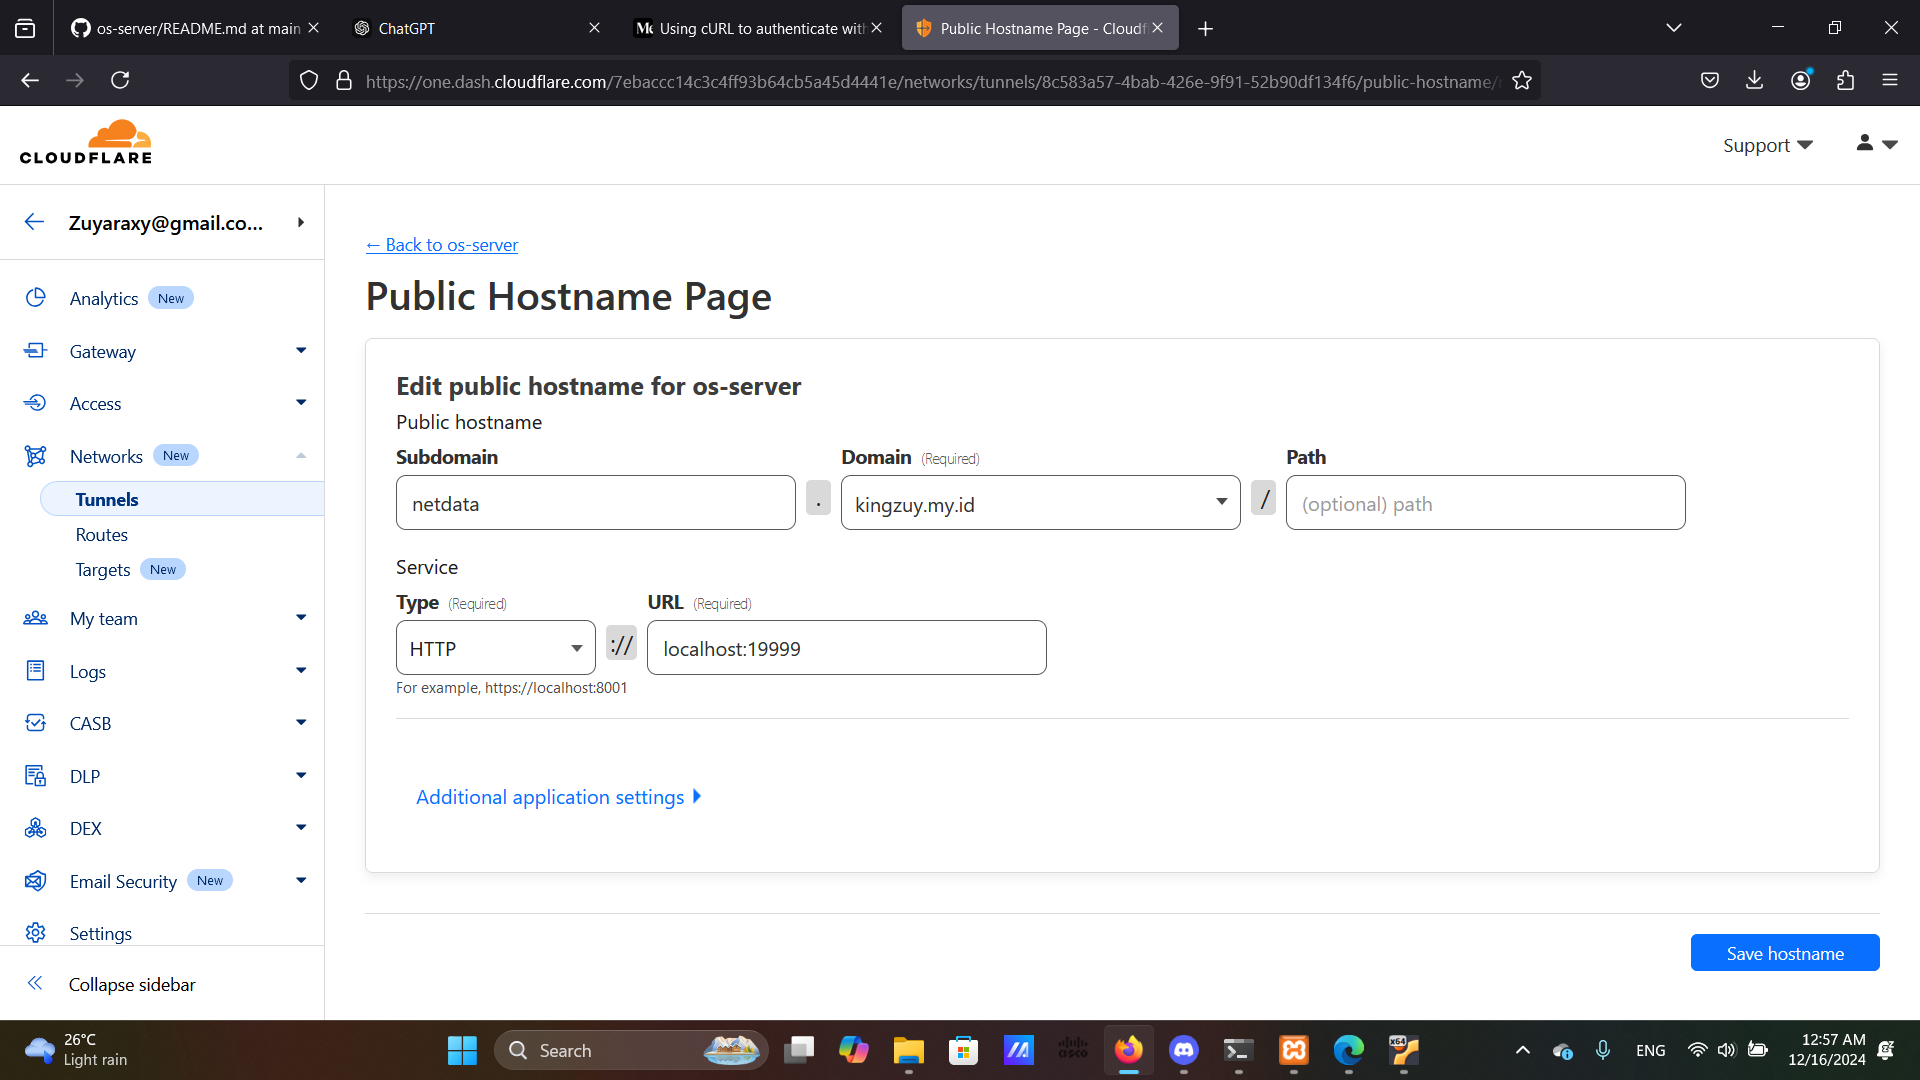 os-server/README.md at main
ChatGPT
Using cURL to authenticate with
Public Hostname Page - Cloudf
https://one.dash.cloudflare.com/7ebaccc14c3c4ff93b64cb5a45d4441e/networks/tunnels/8c583a57-4bab-426e-9f91-52b90df134f6/public-hostname/
CLOUDFLARE
Support
Zuyaraxy@gmail.co...
Analytics New
Gateway
Access
Networks New
Tunnels
Routes
Targets New
My team
Logs
CASB
DLP
DEX
Email Security New
Settings
Collapse sidebar
← Back to os-server
Public Hostname Page
Edit public hostname for os-server
Public hostname
Subdomain Domain (Required) Path
netdata . kingzuy.my.id / (optional) path
Service
Type (Required) URL (Required)
HTTP :// localhost:19999
For example, https://localhost:8001
Additional application settings
Save hostname
26°C
Light rain
Search
cisco
x64
ENG
12:57 AM
12/16/2024